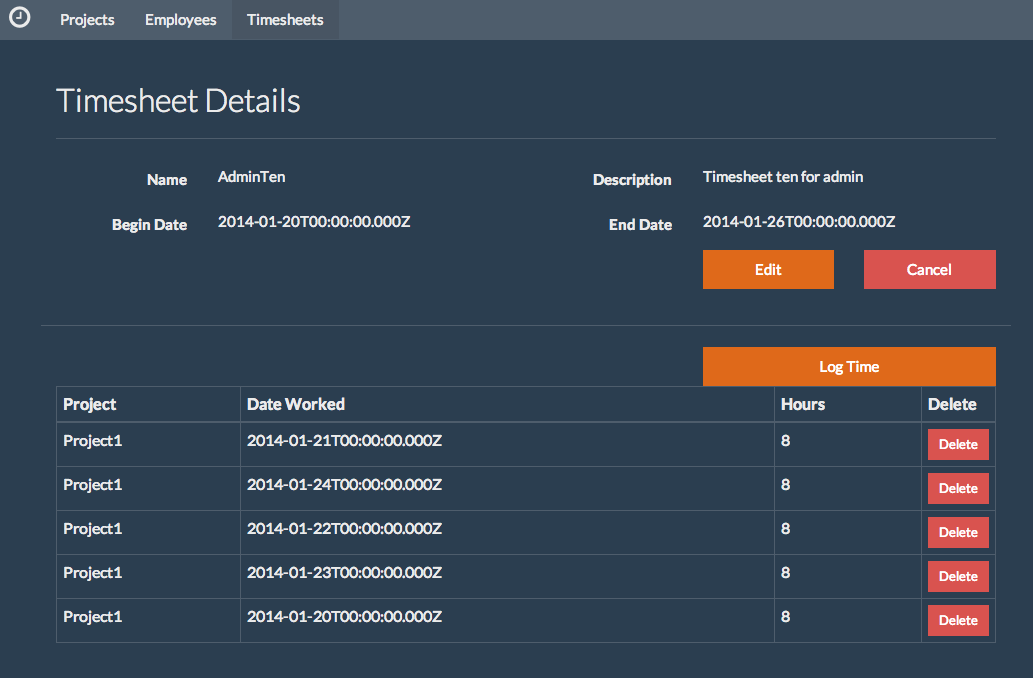 Projects Employees Timesheets
Timesheet Details
Name AdminTen Description Timesheet ten for admin
Begin Date 2014-01-20T00:00:00.000Z End Date 2014-01-26T00:00:00.000Z
Edit Cancel
Log Time
Project Date Worked Hours Delete
Project1 2014-01-21T00:00:00.000Z 8 Delete
Project1 2014-01-24T00:00:00.000Z 8 Delete
Project1 2014-01-22T00:00:00.000Z 8 Delete
Project1 2014-01-23T00:00:00.000Z 8 Delete
Project1 2014-01-20T00:00:00.000Z 8 Delete